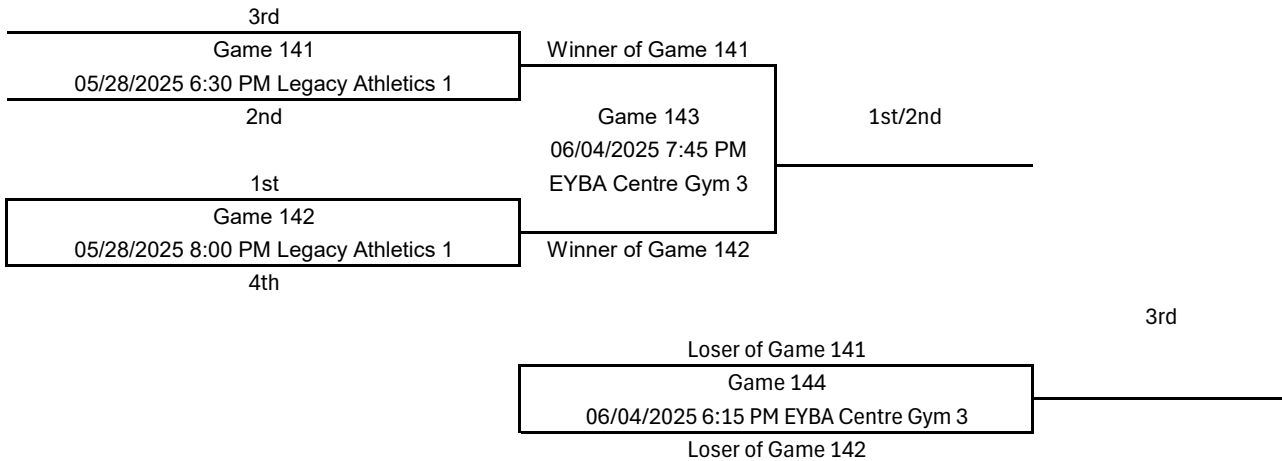 3rd
Game 141
05/28/2025 6:30 PM Legacy Athletics 1
2nd
Winner of Game 141
Game 143
06/04/2025 7:45 PM
EYBA Centre Gym 3
1st/2nd
1st
Game 142
05/28/2025 8:00 PM Legacy Athletics 1
4th
Winner of Game 142
3rd
Loser of Game 141
Game 144
06/04/2025 6:15 PM EYBA Centre Gym 3
Loser of Game 142